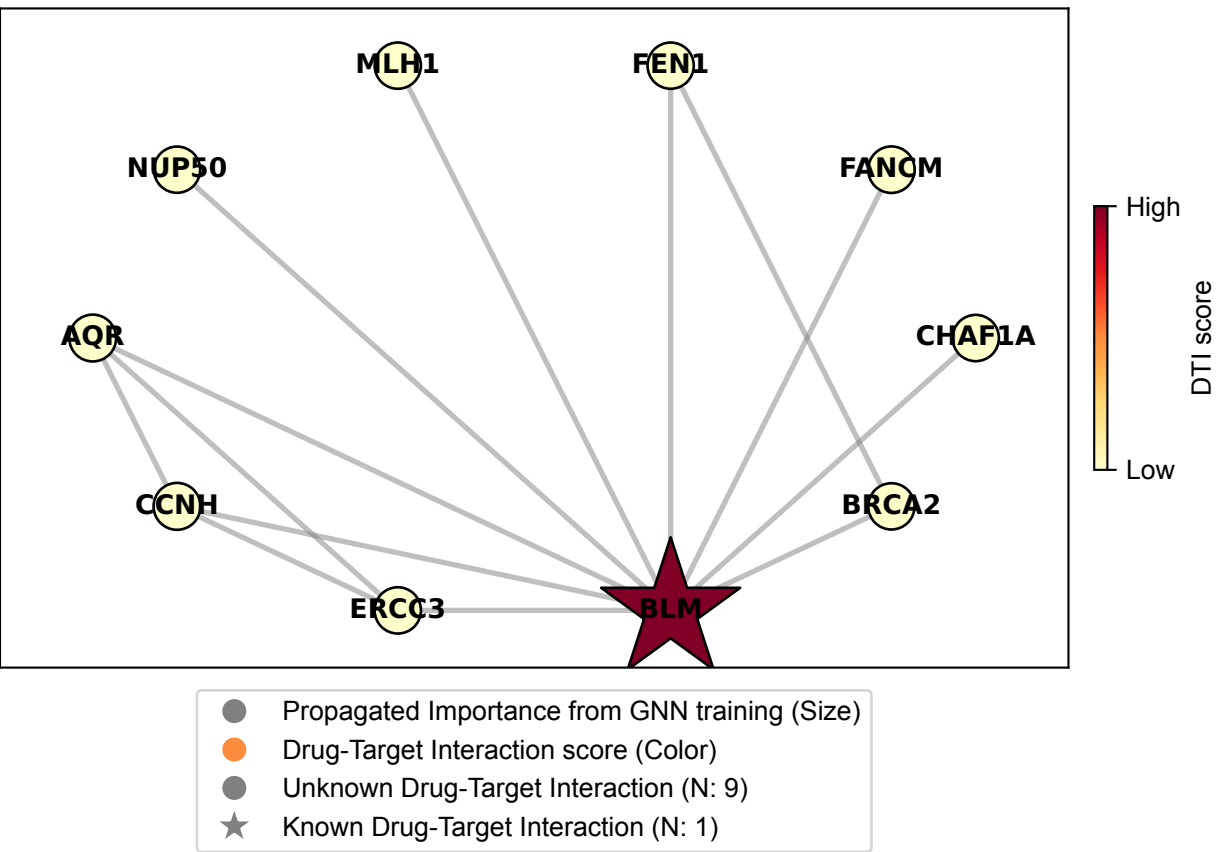 MLH1
FEN1
NUP50
FANCM
AQR
CHAF1A
CCNH
BRCA2
ERCC3
BLM
High
Low
DTI score
Propagated Importance from GNN training (Size)
Drug-Target Interaction score (Color)
Unknown Drug-Target Interaction (N: 9)
Known Drug-Target Interaction (N: 1)